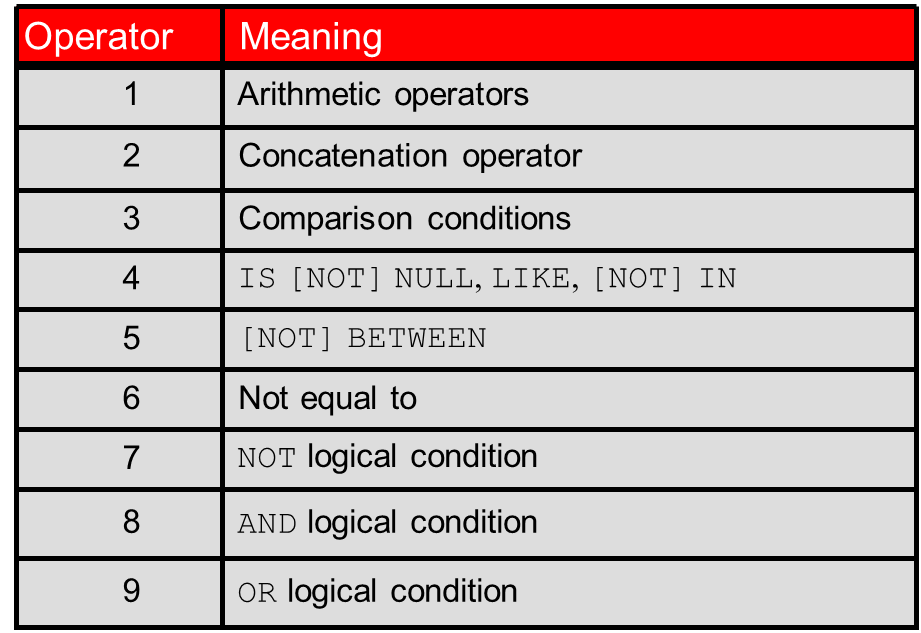 Operator Meaning
1 Arithmetic operators
2 Concatenation operator
3 Comparison conditions
4 IS [NOT] NULL, LIKE, [NOT] IN
5 [NOT] BETWEEN
6 Not equal to
7 NOT logical condition
8 AND logical condition
9 OR logical condition